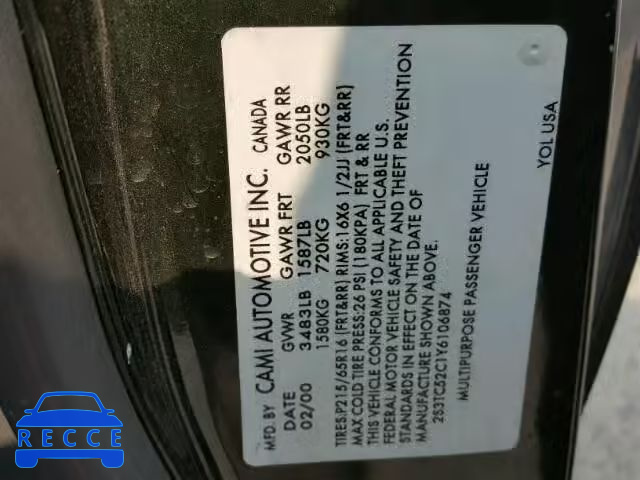 MFD. BY CAMI AUTOMOTIVE INC. CANADA
DATE GVWR GAWR FRT GAWR RR
02/00 3483LB 1587LB 2050LB
1580KG 720KG 930KG
TIRES:P215/65R16 (FRT&RR) RIMS:16X6 1/2JJ (FRT&RR)
MAX COLD TIRE PRESS:26 PSI (180KPA) FRT & RR
THIS VEHICLE CONFORMS TO ALL APPLICABLE U.S.
FEDERAL MOTOR VEHICLE SAFETY AND THEFT PREVENTION
STANDARDS IN EFFECT ON THE DATE OF
MANUFACTURE SHOWN ABOVE.
2S3TC52C1Y6106874
MULTIPURPOSE PASSENGER VEHICLE
YOL USA
RECCE